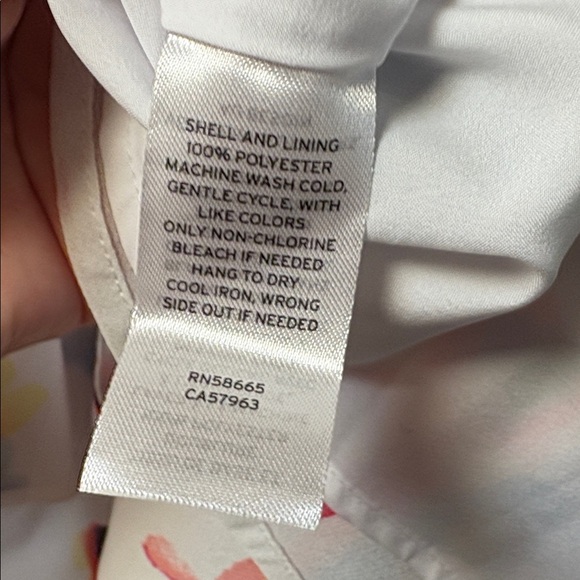 SHELL AND LINING
100% POLYESTER
MACHINE WASH COLD,
GENTLE CYCLE, WITH
LIKE COLORS
ONLY NON-CHLORINE
BLEACH IF NEEDED
HANG TO DRY
COOL IRON, WRONG
SIDE OUT IF NEEDED
RN58665
CA57963